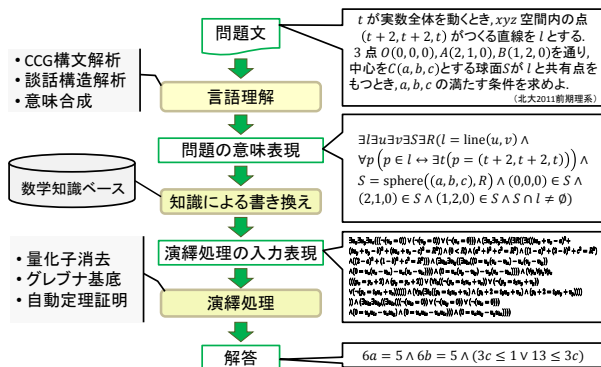 問題文
t が実数全体を動くとき, xyz 空間内の点
(t + 2, t + 2, t) がつくる直線を l とする.
3 点 O(0,0,0), A(2,1,0), B(1,2,0)を通り,
中心をC(a, b, c)とする球面Sが l と共有点を
もつとき, a, b, c の満たす条件を求めよ.
(北大2011前期理系)
• CCG構文解析
• 談話構造解析
• 意味合成
言語理解
問題の意味表現
∃l∃u∃v∃S∃R(l = line(u, v) ∧
∀p(p ∈ l ↔ ∃t(p = (t + 2, t + 2, t))) ∧
S = sphere((a, b, c), R) ∧ (0,0,0) ∈ S ∧
(2,1,0) ∈ S ∧ (1,2,0) ∈ S ∧ S ∩ l ≠ ∅)
数学知識ベース
知識による書き換え
演繹処理の入力表現
• 量化子消去
• グレブナ基底
• 自動定理証明
演繹処理
解答
6a = 5 ∧ 6b = 5 ∧ (3c ≤ 1 ∨ 13 ≤ 3c)